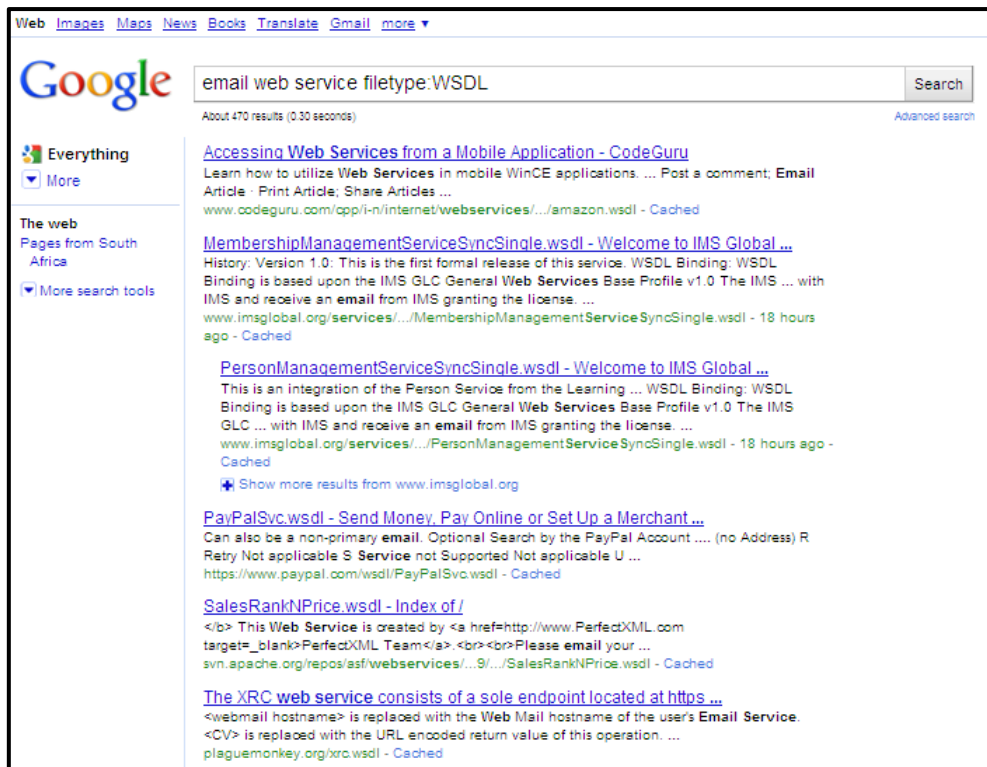 Web Images Maps News Books Translate Gmail more ▼
Google
email web service filetype:WSDL
Search
About 470 results (0.30 seconds)
Advanced search
Everything
More
The web
Pages from South
Africa
More search tools
Accessing Web Services from a Mobile Application - CodeGuru
Learn how to utilize Web Services in mobile WinCE applications. ... Post a comment; Email
Article · Print Article; Share Articles ...
www.codeguru.com/cpp/i-n/internet/webservices/.../amazon.wsdl - Cached
MembershipManagementServiceSyncSingle.wsdl - Welcome to IMS Global ...
History: Version 1.0: This is the first formal release of this service. WSDL Binding: WSDL
Binding is based upon the IMS GLC General Web Services Base Profile v1.0 The IMS ... with
IMS and receive an email from IMS granting the license. ...
www.imsglobal.org/services/.../MembershipManagementServiceSyncSingle.wsdl - 18 hours
ago - Cached
PersonManagementServiceSyncSingle.wsdl - Welcome to IMS Global ...
This is an integration of the Person Service from the Learning ... WSDL Binding: WSDL
Binding is based upon the IMS GLC General Web Services Base Profile v1.0 The IMS
GLC ... with IMS and receive an email from IMS granting the license. ...
www.imsglobal.org/services/.../PersonManagementServiceSyncSingle.wsdl - 18 hours ago -
Cached
Show more results from www.imsglobal.org
PayPalSvc.wsdl - Send Money, Pay Online or Set Up a Merchant ...
Can also be a non-primary email. Optional Search by the PayPal Account .... (no Address) R
Retry Not applicable S Service not Supported Not applicable U ...
https://www.paypal.com/wsdl/PayPalSvc.wsdl - Cached
SalesRankNPrice.wsdl - Index of /
</b> This Web Service is created by <a href=http://www.PerfectXML.com
target=_blank>PerfectXML Team</a>.<br><br>Please email your ...
svn.apache.org/repos/asf/webservices/...9/.../SalesRankNPrice.wsdl - Cached
The XRC web service consists of a sole endpoint located at https ...
<webmail hostname> is replaced with the Web Mail hostname of the user's Email Service.
<CV> is replaced with the URL encoded return value of this operation. ...
plaguemonkey.org/xrc.wsdl - Cached